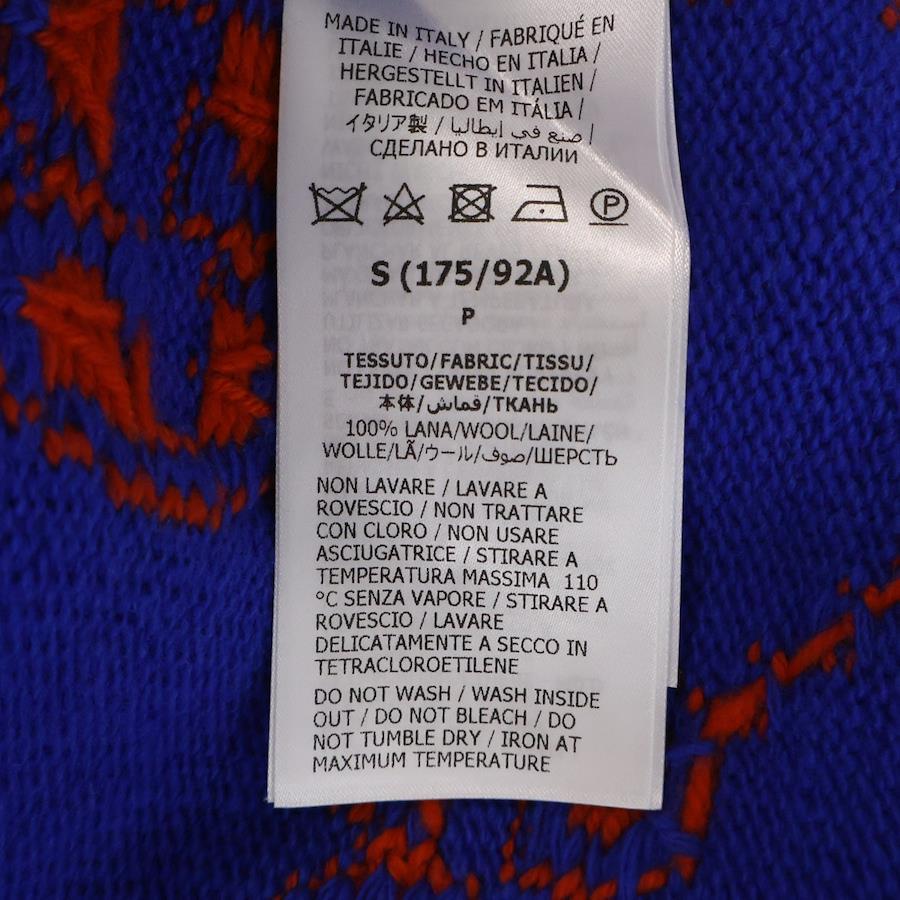 MADE IN ITALY / FABRIQUÉ EN
ITALIE / HECHO EN ITALIA /
HERGESTELLT IN ITALIEN /
FABRICADO EM ITÁLIA /
イタリア製 / صنع في إيطاليا /
СДЕЛАНО В ИТАЛИИ
P
S (175/92A)
P
TESSUTO/FABRIC/TISSU/
TEJIDO/GEWEBE/TECIDO/
本体/قماش/ТКАНЬ
100% LANA/WOOL/LAINE/
WOLLE/LÃ/ウール/صوف/ШЕРСТЬ
NON LAVARE / LAVARE A
ROVESCIO / NON TRATTARE
CON CLORO / NON USARE
ASCIUGATRICE / STIRARE A
TEMPERATURA MASSIMA 110
°C SENZA VAPORE / STIRARE A
ROVESCIO / LAVARE
DELICATAMENTE A SECCO IN
TETRACLOROETILENE
DO NOT WASH / WASH INSIDE
OUT / DO NOT BLEACH / DO
NOT TUMBLE DRY / IRON AT
MAXIMUM TEMPERATURE